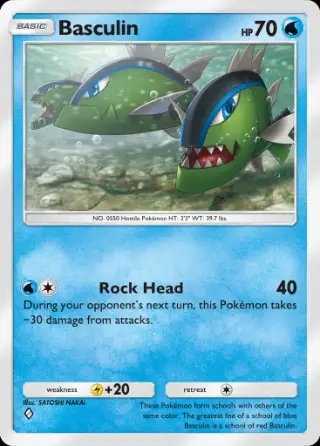 BASIC Basculin HP 70
NO. 0550 Hostile Pokémon HT: 3'3" WT: 39.7 lbs.
Rock Head 40
During your opponent's next turn, this Pokémon takes
−30 damage from attacks.
weakness +20 retreat
Illus. SATOSHI NAKAI
These Pokémon form schools with others of the
same color. The greatest foe of a school of blue
Basculin is a school of red Basculin.